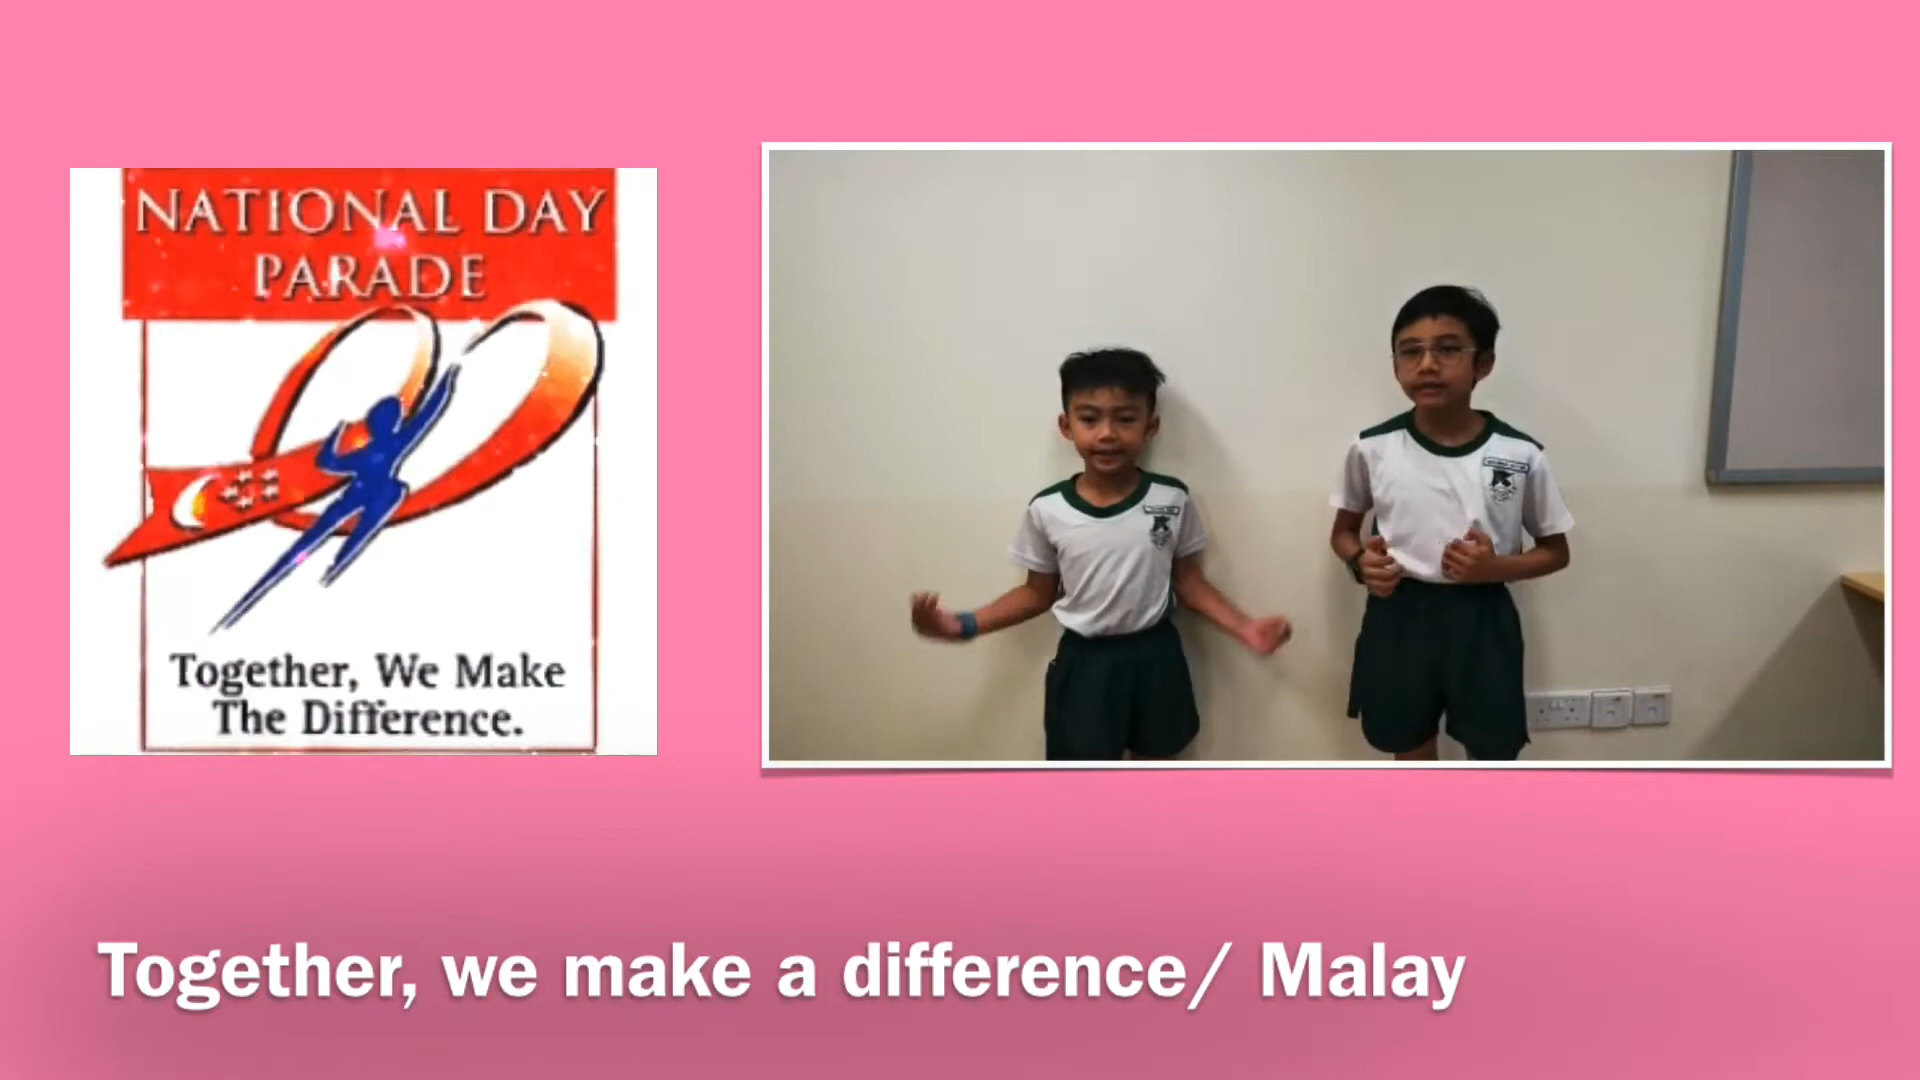 NATIONAL DAY
PARADE
Together, We Make
The Difference.
Together, we make a difference/ Malay